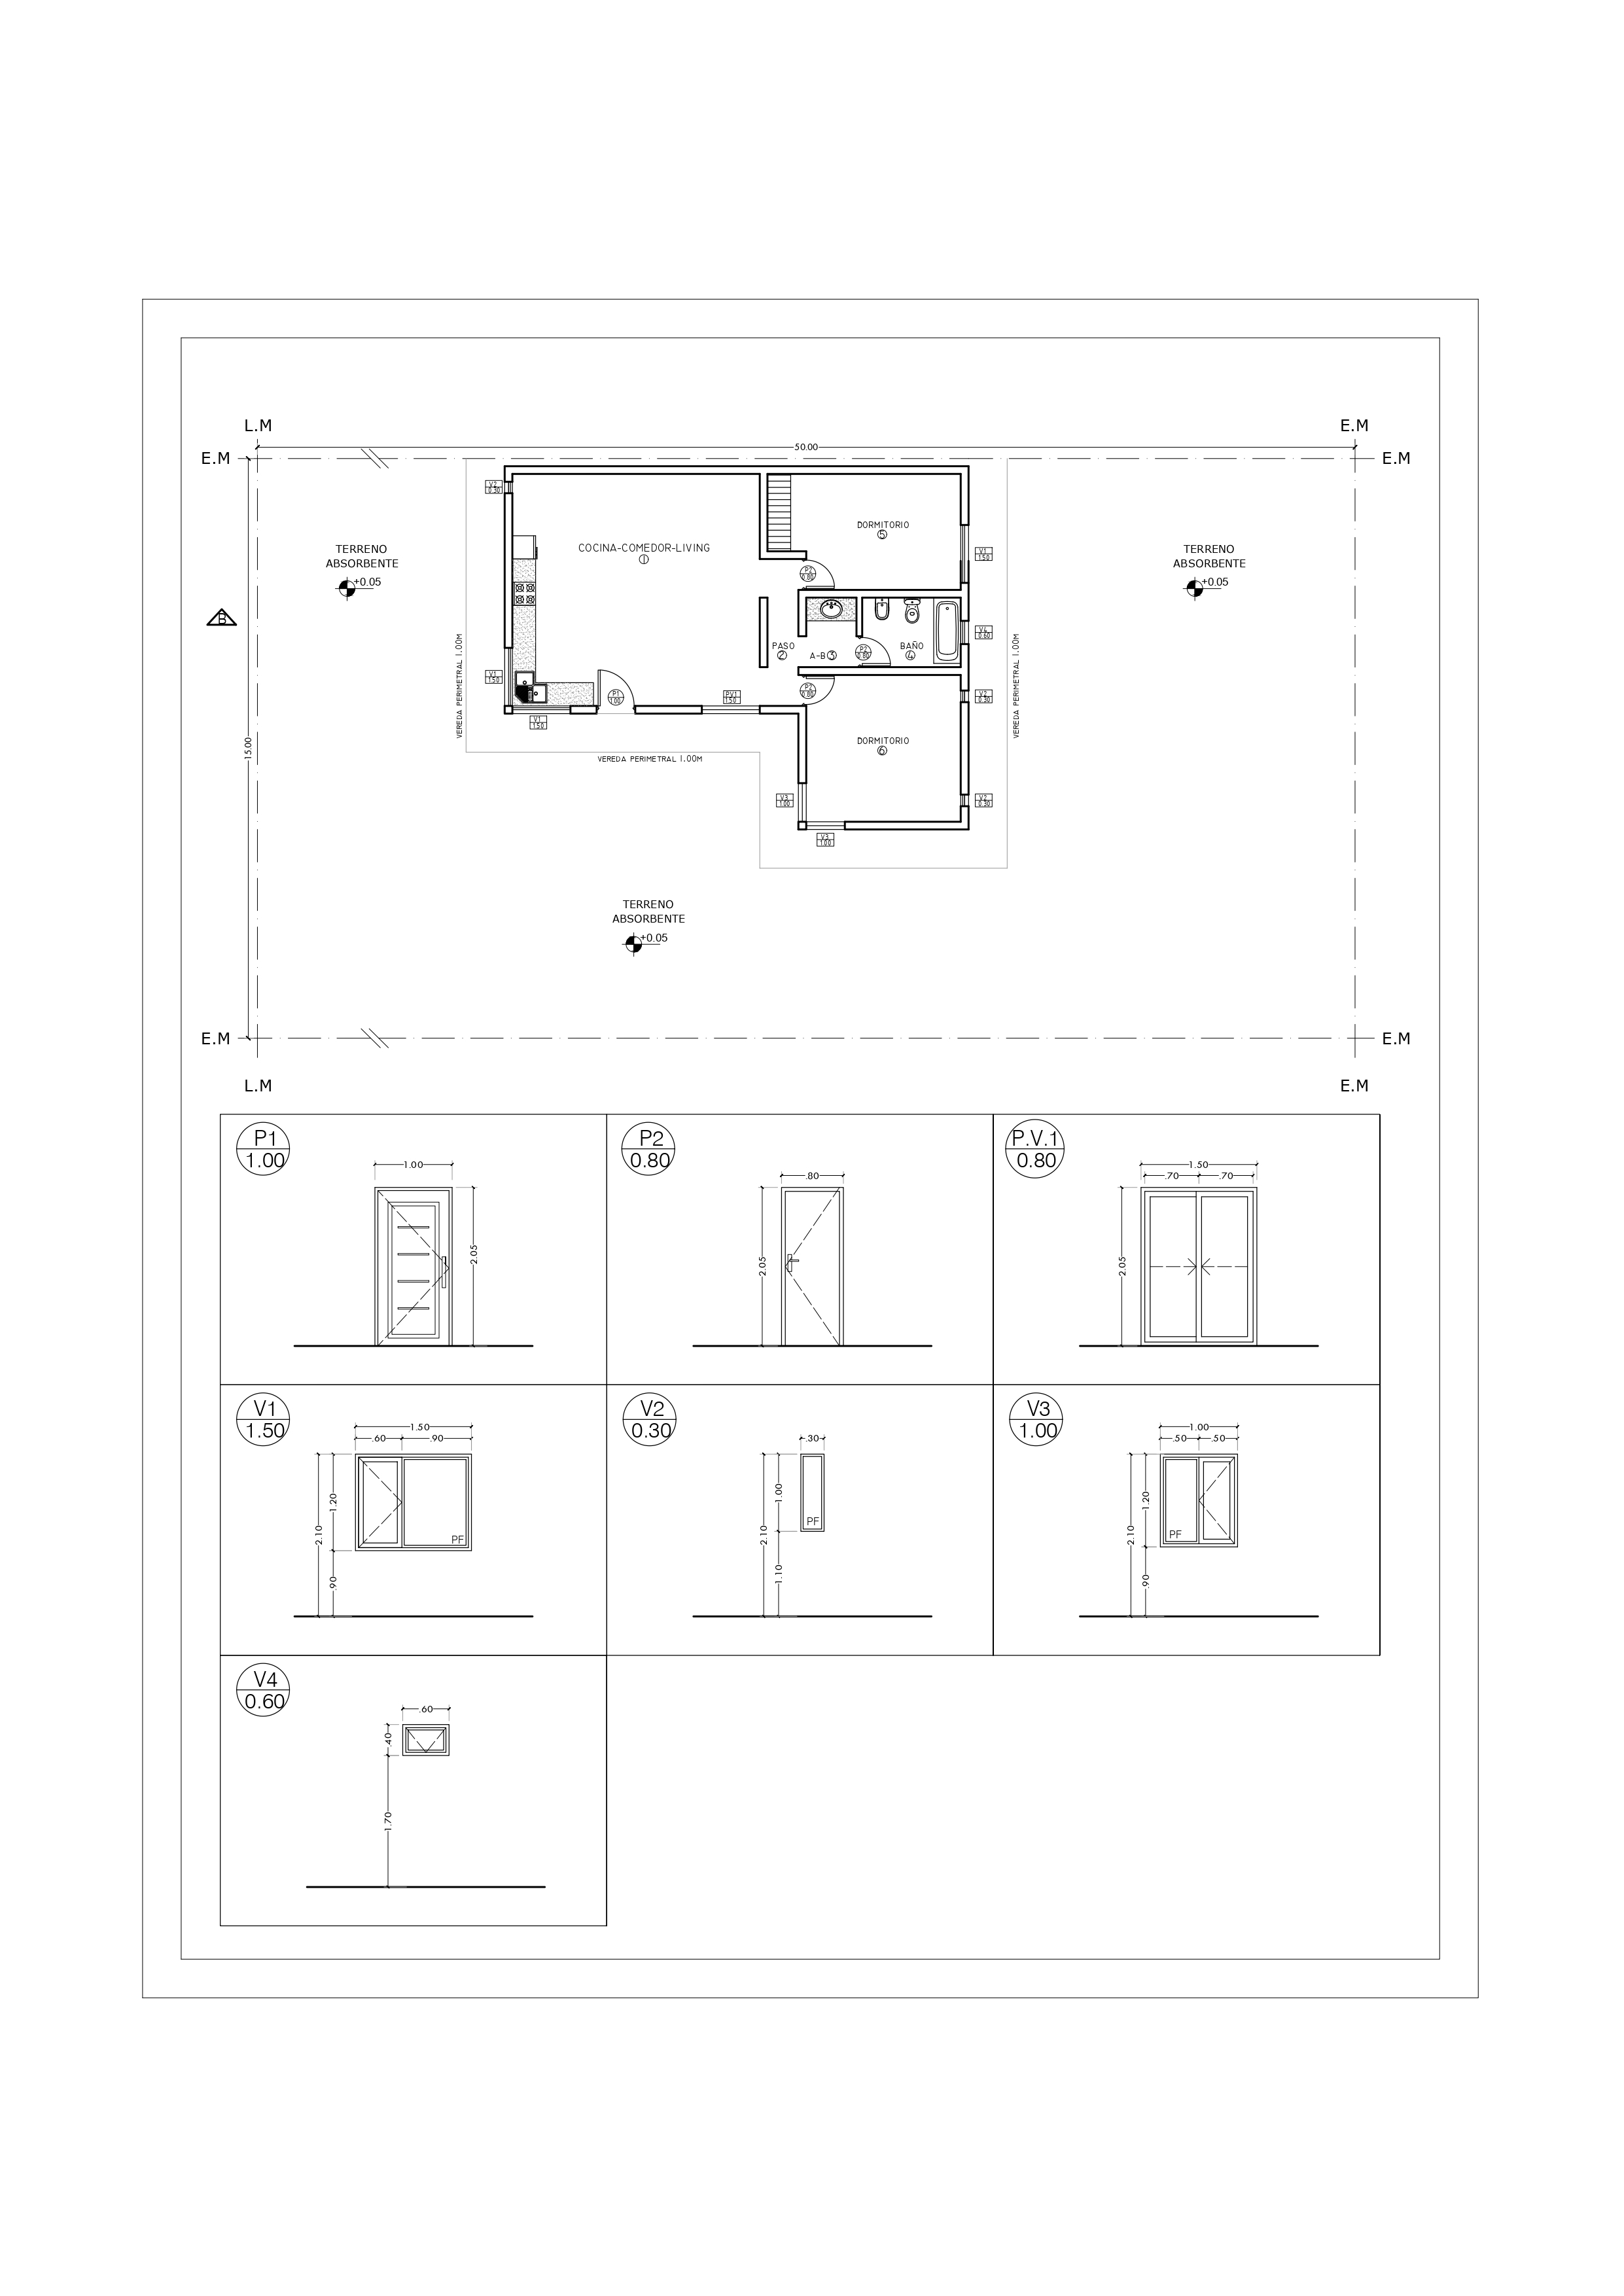 L.M
E.M
50.00
E.M
E.M
V2
0.30
DORMITORIO
5
COCINA-COMEDOR-LIVING
1
TERRENO
ABSORBENTE
+0.05
TERRENO
ABSORBENTE
+0.05
V1
1.50
P2
0.80
B
VEREDA PERIMETRAL 1.00M
PASO
2
A-B 3
P2
0.80
BAÑO
4
V4
0.60
VEREDA PERIMETRAL 1.00M
V1
1.50
P1
1.00
PV1
1.50
P2
0.80
V2
0.30
V1
1.50
DORMITORIO
6
15.00
VEREDA PERIMETRAL 1.00M
V3
1.00
V2
0.30
V3
1.00
TERRENO
ABSORBENTE
+0.05
E.M
E.M
L.M
E.M
P1
1.00
1.00
2.05
P2
0.80
.80
2.05
P.V.1
0.80
1.50
.70
.70
2.05
V1
1.50
1.50
.60
.90
2.10
1.20
.90
PF
V2
0.30
.30
2.10
1.00
1.10
PF
V3
1.00
1.00
.50
.50
2.10
1.20
.90
PF
V4
0.60
.60
.40
1.70